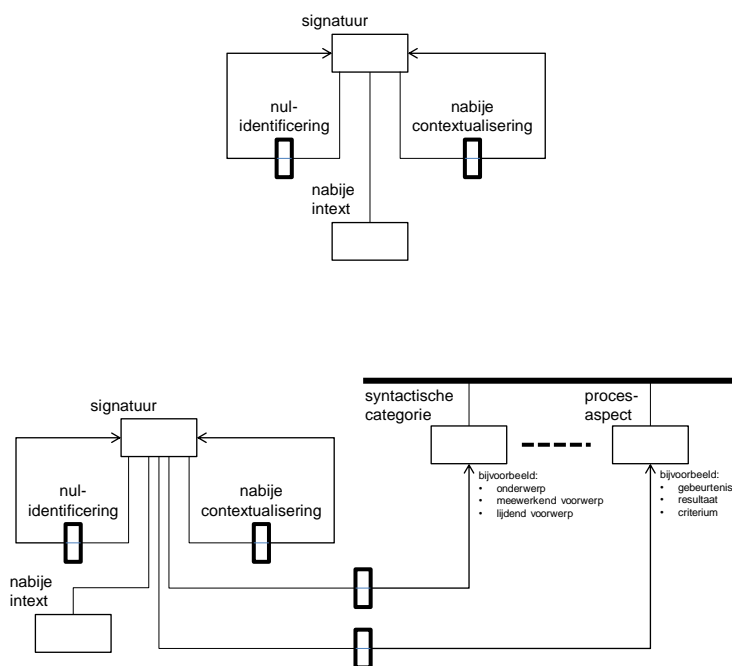 signatuur
nul-
identificering
nabije
contextualisering
nabije
intext
syntactische
categorie
proces-
aspect
signatuur
bijvoorbeeld:
• onderwerp
• meewerkend voorwerp
• lijdend voorwerp
bijvoorbeeld:
• gebeurtenis
• resultaat
• criterium
nul-
identificering
nabije
contextualisering
nabije
intext